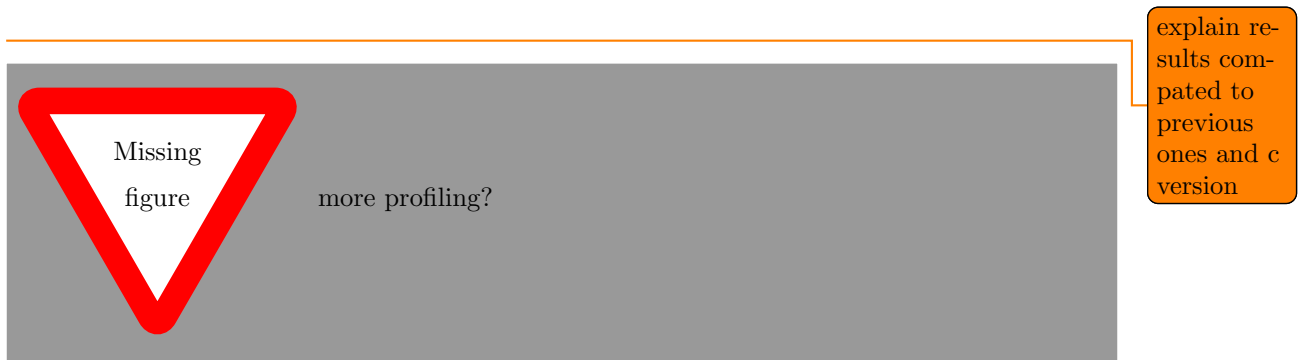 explain re-
sults com-
pated to
previous
ones and c
version
Missing
figure
more profiling?